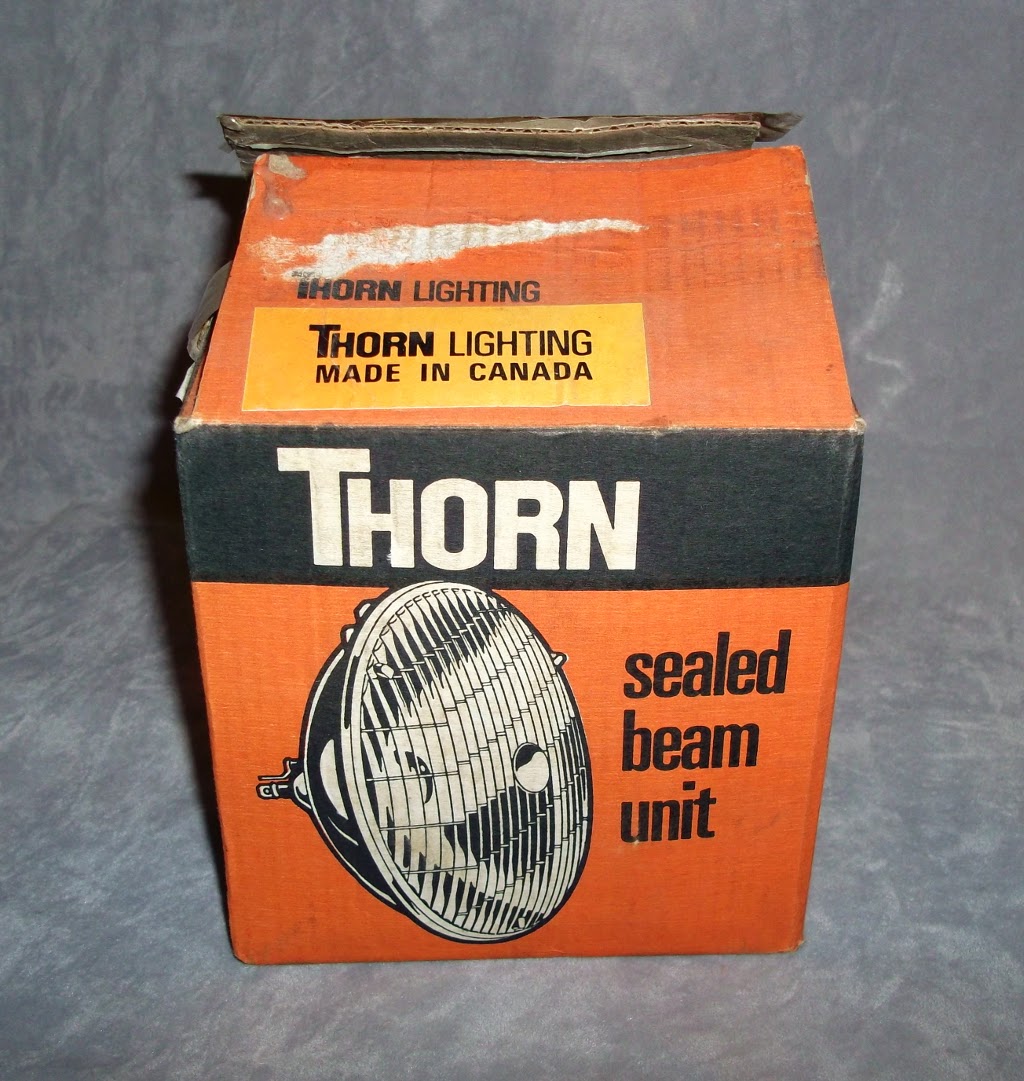 THORN LIGHTING
THORN LIGHTING
MADE IN CANADA
THORN
sealed
beam
unit